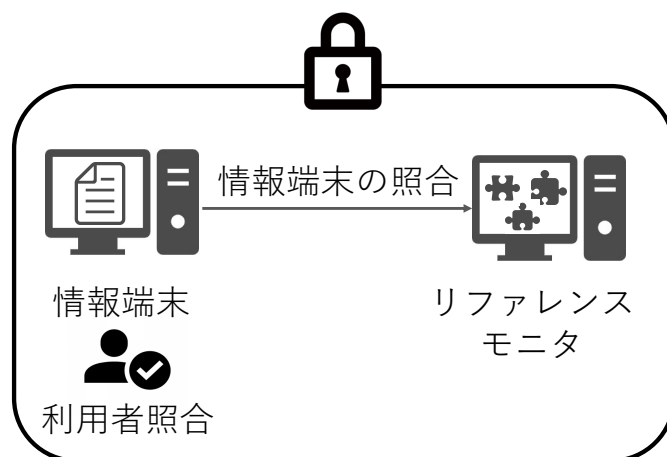 情報端末の照合
情報端末
リファレンス
モニタ
利用者照合